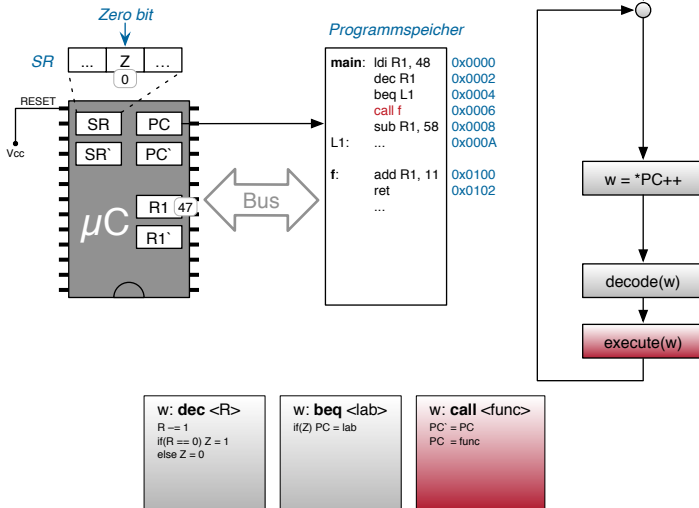 Zero bit
Programmspeicher
SR
... Z ...
0
RESET
Vcc
SR PC
SR` PC`
R1 47
R1`
µC
Bus
main: ldi R1, 48 0x0000
dec R1 0x0002
beq L1 0x0004
call f 0x0006
sub R1, 58 0x0008
L1: ... 0x000A
f: add R1, 11 0x0100
ret 0x0102
...
w = *PC++
decode(w)
execute(w)
w: dec <R>
R −= 1
if(R == 0) Z = 1
else Z = 0
w: beq <lab>
if(Z) PC = lab
w: call <func>
PC` = PC
PC = func